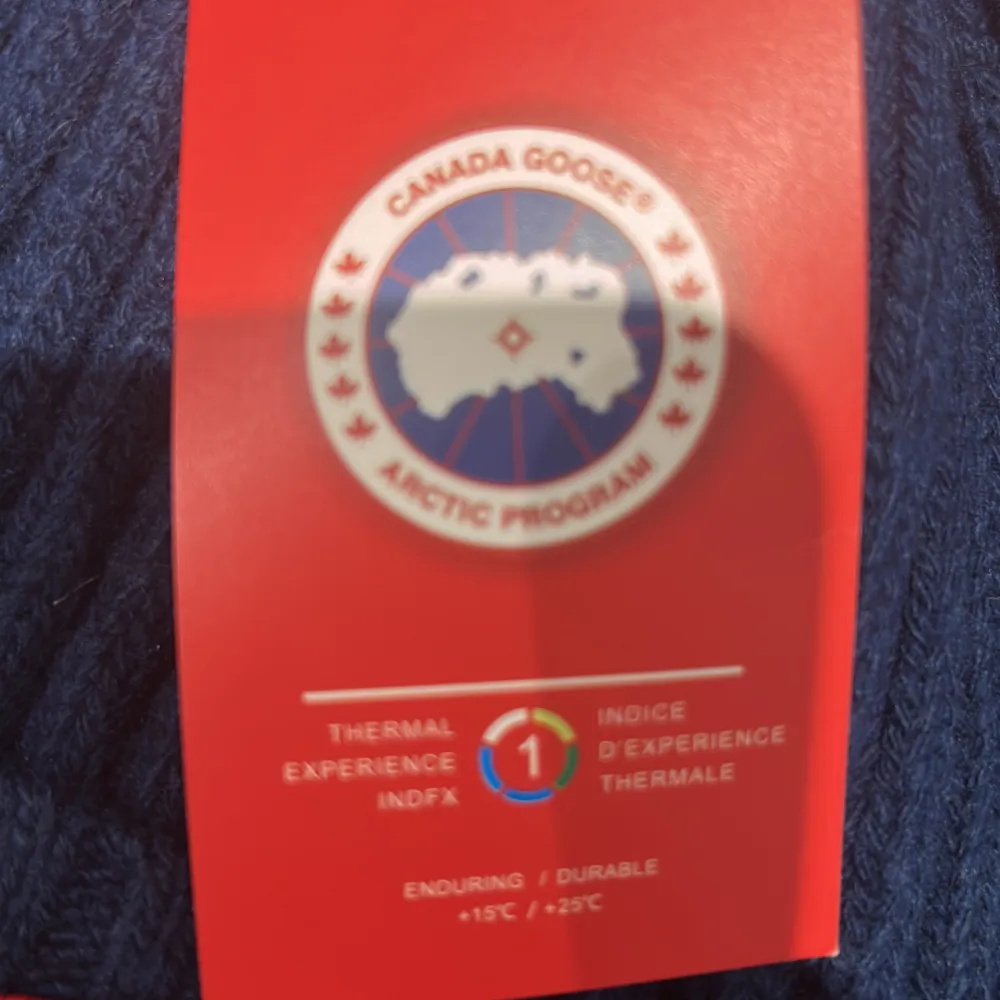 CANADA GOOSE®
ARCTIC PROGRAM
THERMAL
EXPERIENCE
INDFX
1
INDICE
D'EXPERIENCE
THERMALE
ENDURING / DURABLE
+15℃ / +25℃